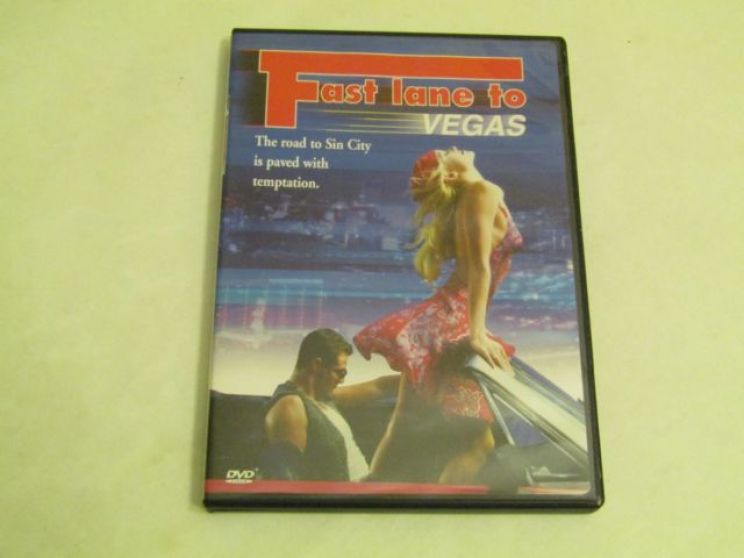 Fast lane to
VEGAS
The road to Sin City
is paved with
temptation.
DVD